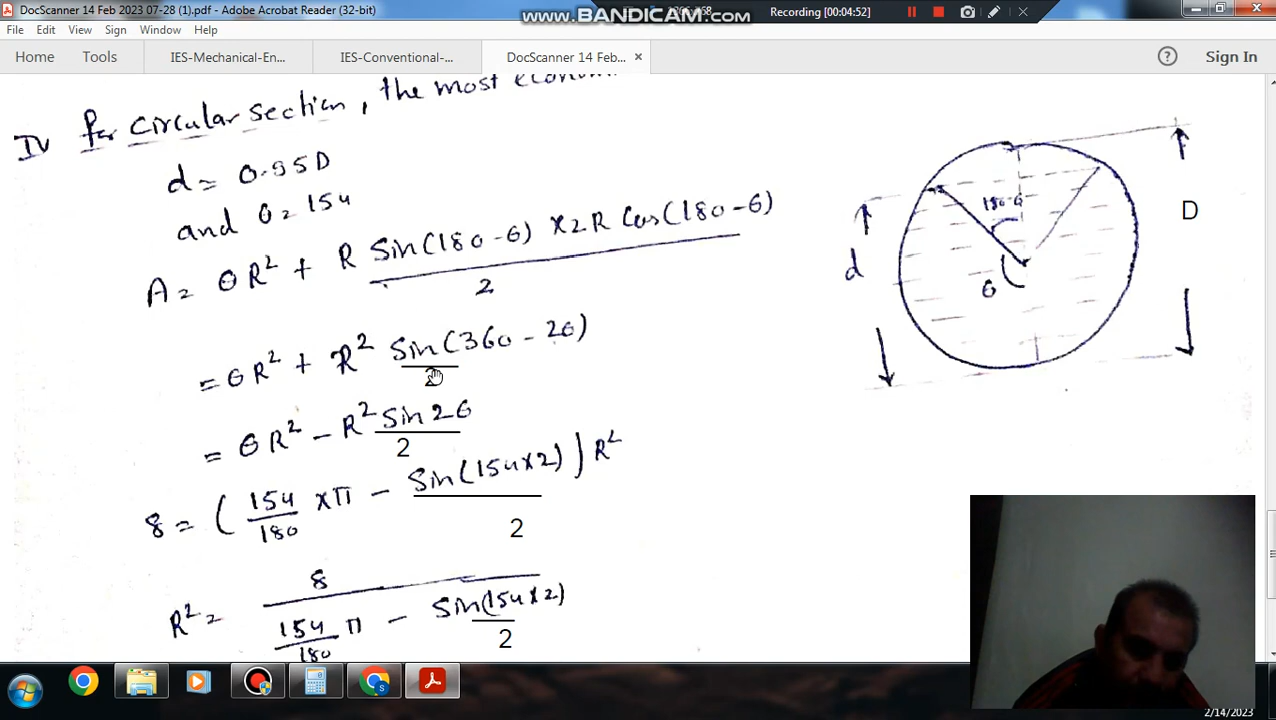 DocScanner 14 Feb 2023 07-28 (1).pdf - Adobe Acrobat Reader (32-bit)
www.BANDICAM.com
Recording [00:04:52]
File Edit View Sign Window Help
Home Tools IES-Mechanical-En... IES-Conventional-... DocScanner 14 Feb... × Sign In
IV for circular section, the most
d = 0.95D
and θ = 154
A = θR² + R Sin(180-θ) × 2R Cos(180-θ)
2
= θR² + R² Sin(360-2θ)
2
= θR² - R² Sin 2θ
2
8 = (154/180 × π - Sin(154×2)) R²
2
R² = 8
154/180 π - Sin(154×2)
2
180-θ
θ
d
D
2/14/2023